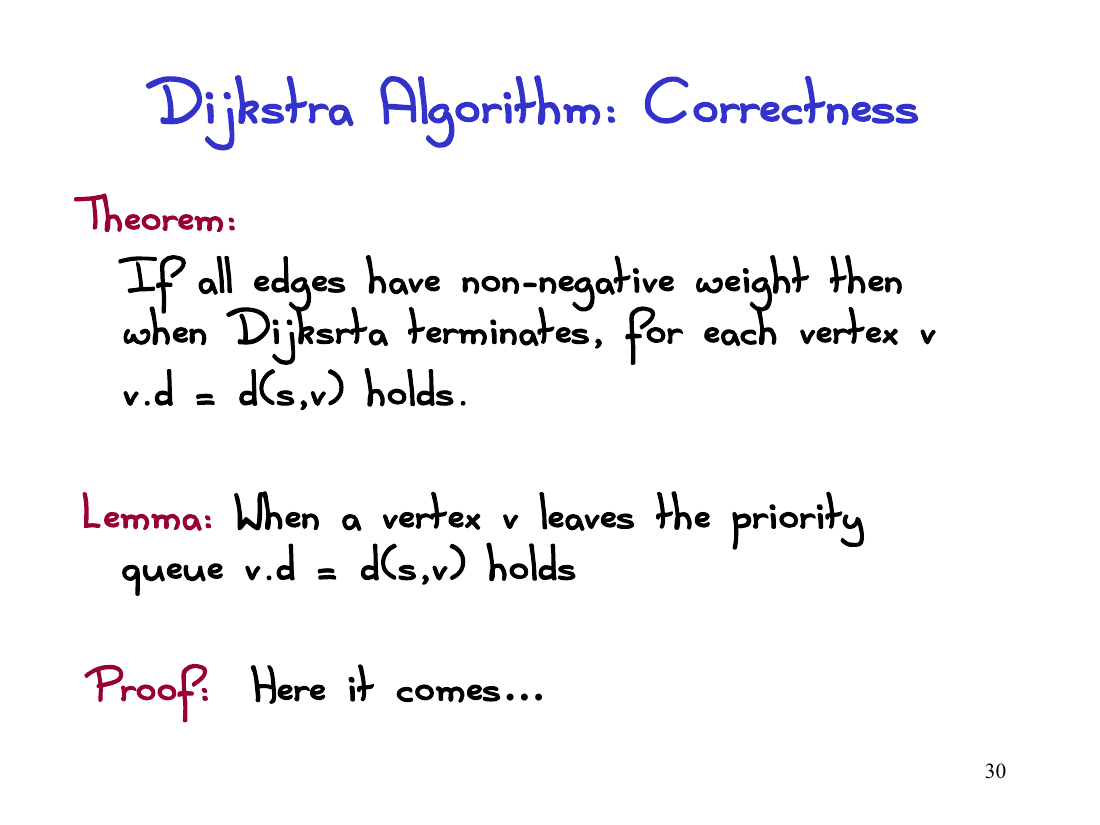 Dijkstra Algorithm: Correctness
Theorem:
If all edges have non-negative weight then
when Dijksrta terminates, for each vertex v
v.d = d(s,v) holds.
Lemma: When a vertex v leaves the priority
queue v.d = d(s,v) holds
Proof: Here it comes...
30